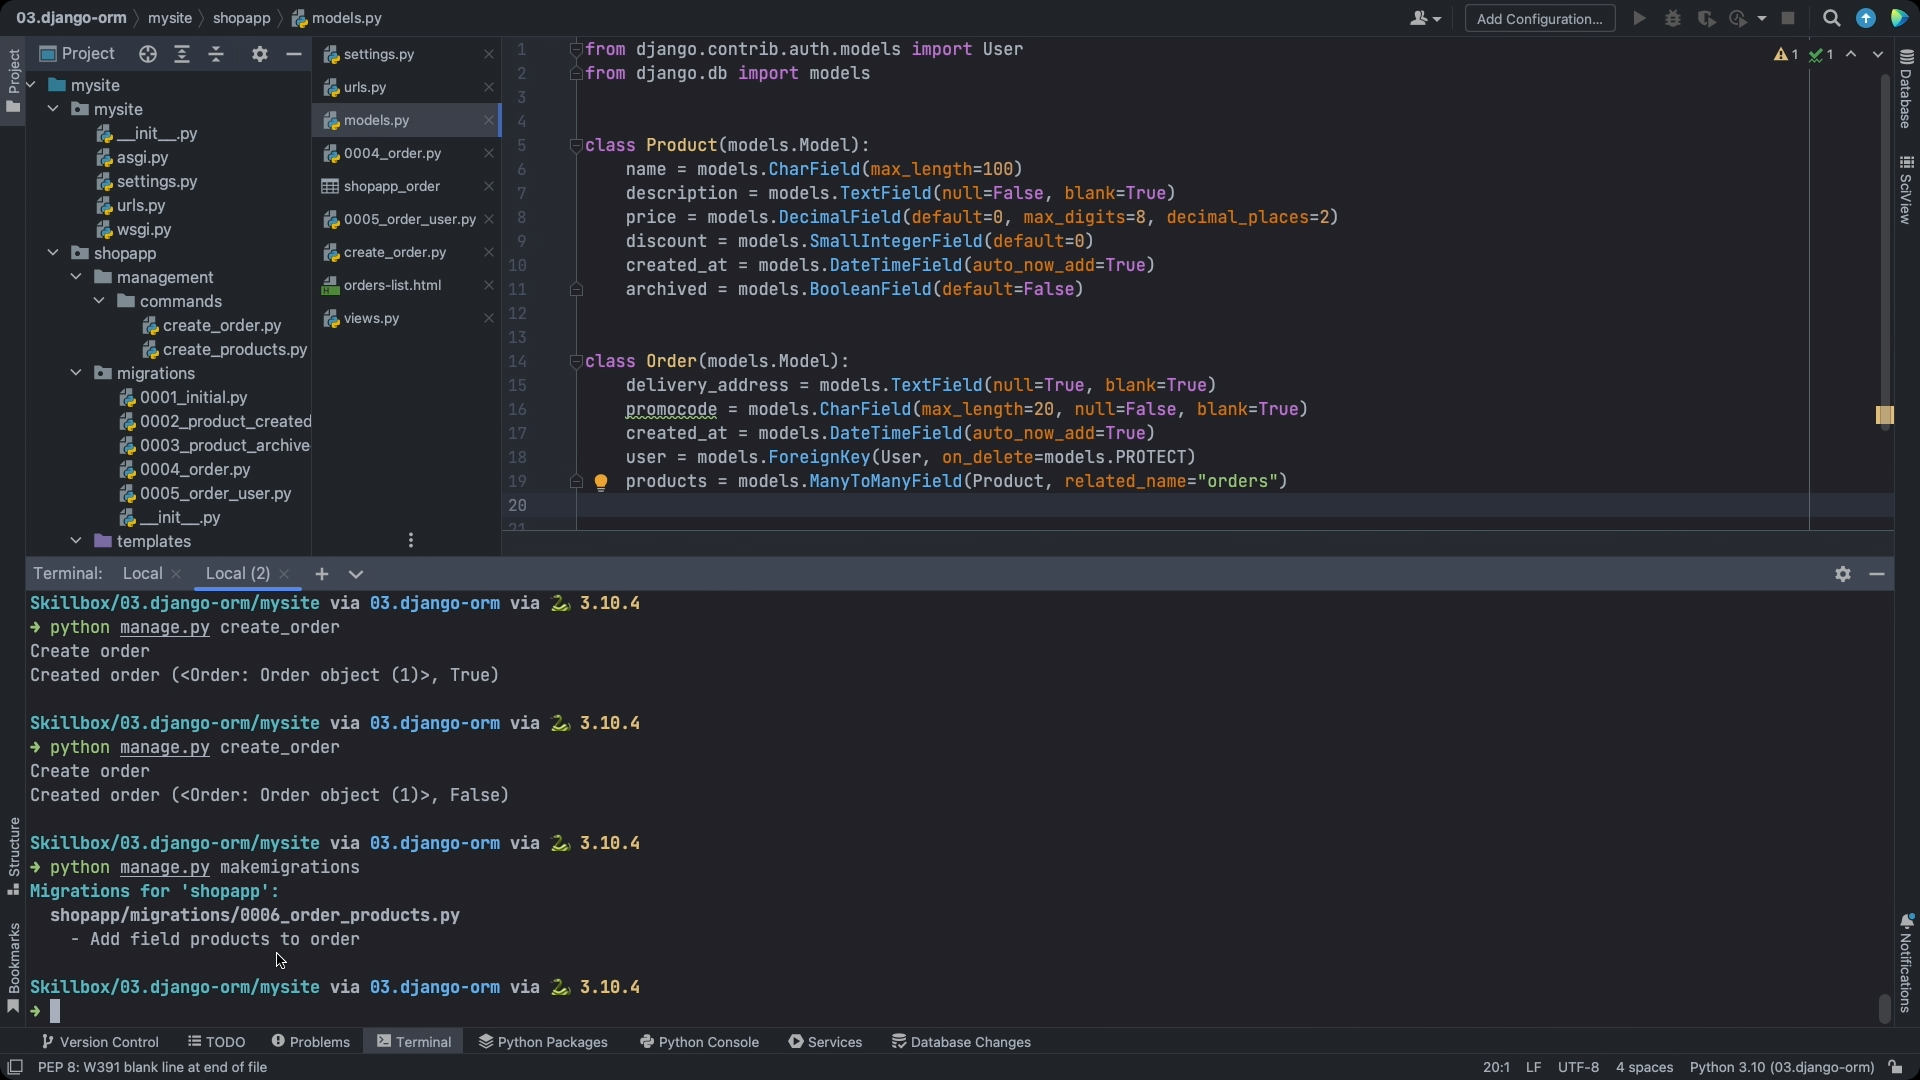 03.django-orm mysite shopapp models.py
Add Configuration...
Project
Project
mysite
mysite
__init__.py
asgi.py
settings.py
urls.py
wsgi.py
shopapp
management
commands
create_order.py
create_products.py
migrations
0001_initial.py
0002_product_created
0003_product_archive
0004_order.py
0005_order_user.py
__init__.py
templates
settings.py
urls.py
models.py
0004_order.py
shopapp_order
0005_order_user.py
create_order.py
orders-list.html
views.py
1 from django.contrib.auth.models import User
2 from django.db import models
3
4
5 class Product(models.Model):
6 name = models.CharField(max_length=100)
7 description = models.TextField(null=False, blank=True)
8 price = models.DecimalField(default=0, max_digits=8, decimal_places=2)
9 discount = models.SmallIntegerField(default=0)
10 created_at = models.DateTimeField(auto_now_add=True)
11 archived = models.BooleanField(default=False)
12
13
14 class Order(models.Model):
15 delivery_address = models.TextField(null=True, blank=True)
16 promocode = models.CharField(max_length=20, null=False, blank=True)
17 created_at = models.DateTimeField(auto_now_add=True)
18 user = models.ForeignKey(User, on_delete=models.PROTECT)
19 products = models.ManyToManyField(Product, related_name="orders")
20
21
1 1
Database
SciView
Notifications
Structure
Bookmarks
Terminal: Local Local (2)
Skillbox/03.django-orm/mysite via 03.django-orm via 3.10.4
→ python manage.py create_order
Create order
Created order (<Order: Order object (1)>, True)
Skillbox/03.django-orm/mysite via 03.django-orm via 3.10.4
→ python manage.py create_order
Create order
Created order (<Order: Order object (1)>, False)
Skillbox/03.django-orm/mysite via 03.django-orm via 3.10.4
→ python manage.py makemigrations
Migrations for 'shopapp':
shopapp/migrations/0006_order_products.py
- Add field products to order
Skillbox/03.django-orm/mysite via 03.django-orm via 3.10.4
→
Version Control TODO Problems Terminal Python Packages Python Console Services Database Changes
PEP 8: W391 blank line at end of file 20:1 LF UTF-8 4 spaces Python 3.10 (03.django-orm)